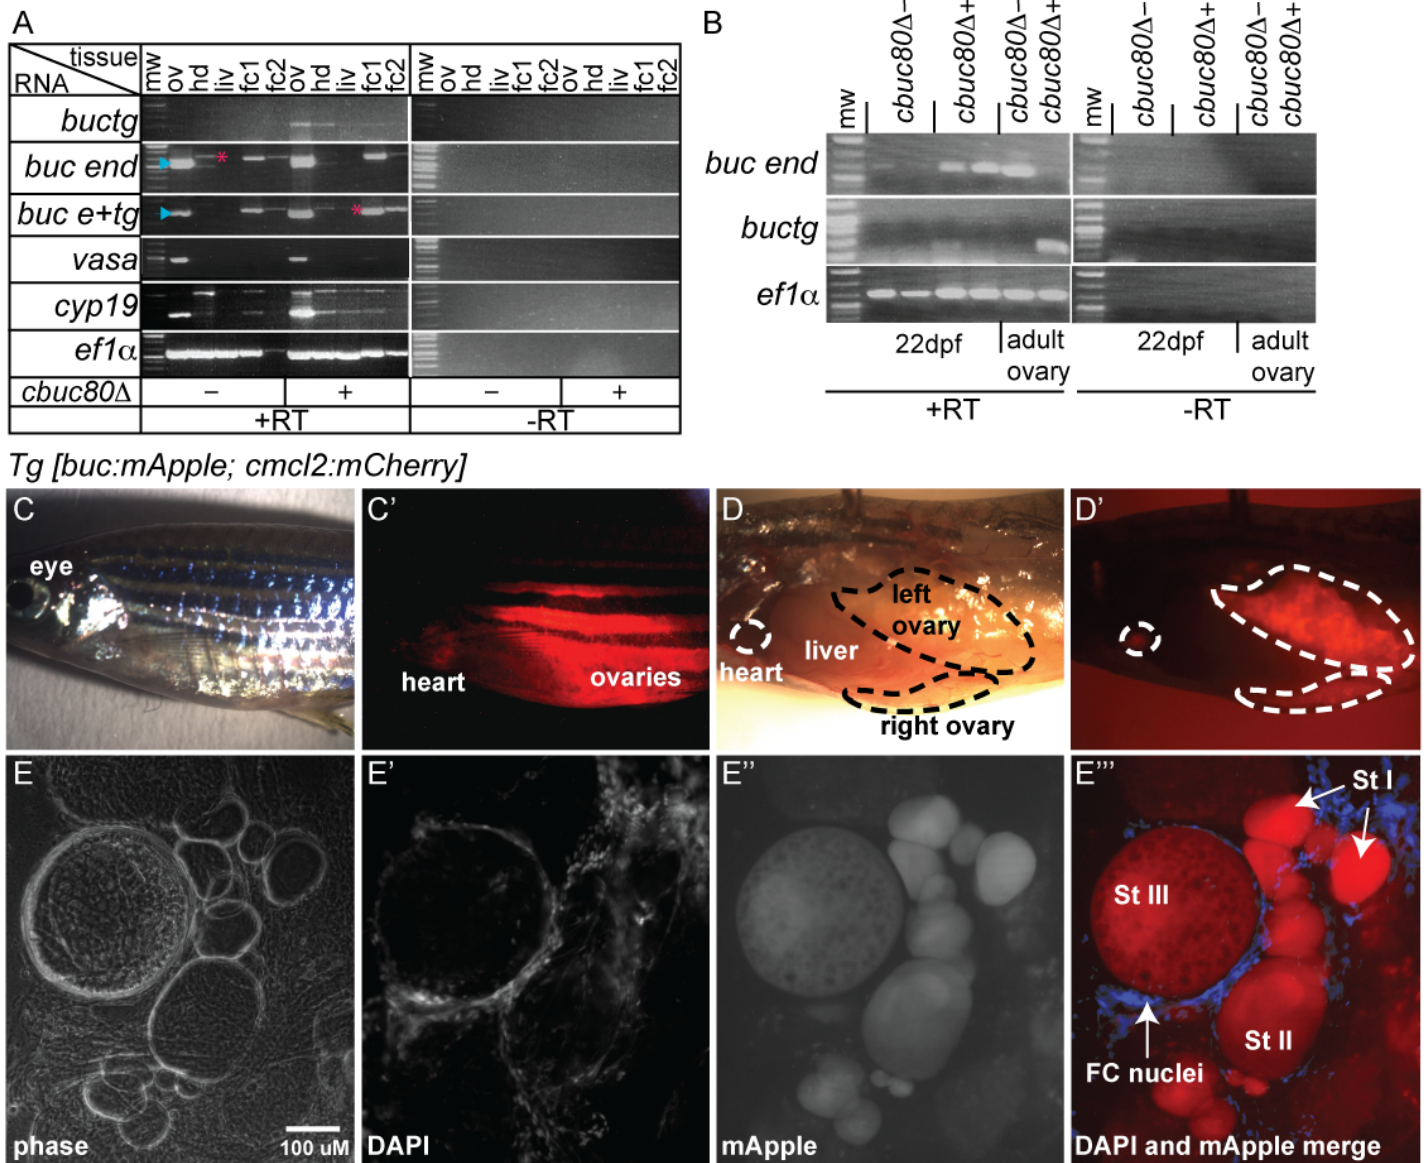 A
tissue
RNA
mw ov hd liv fc1 fc2 ov hd liv fc1 fc2 mw ov hd liv fc1 fc2 ov hd liv fc1 fc2
buctg
buc end
*
buc e+tg
*
vasa
cyp19
ef1α
cbuc80Δ − + − +
+RT -RT
B
mw cbuc80Δ− cbuc80Δ+ cbuc80Δ− cbuc80Δ+ mw cbuc80Δ− cbuc80Δ+ cbuc80Δ− cbuc80Δ+
buc end
buctg
ef1α
22dpf adult ovary 22dpf adult ovary
+RT -RT
Tg [buc:mApple; cmcl2:mCherry]
C
eye
C'
heart
ovaries
D
left
ovary
liver
heart
right ovary
D'
E
phase
100 uM
E'
DAPI
E''
mApple
E'''
St I
St III
St II
FC nuclei
DAPI and mApple merge